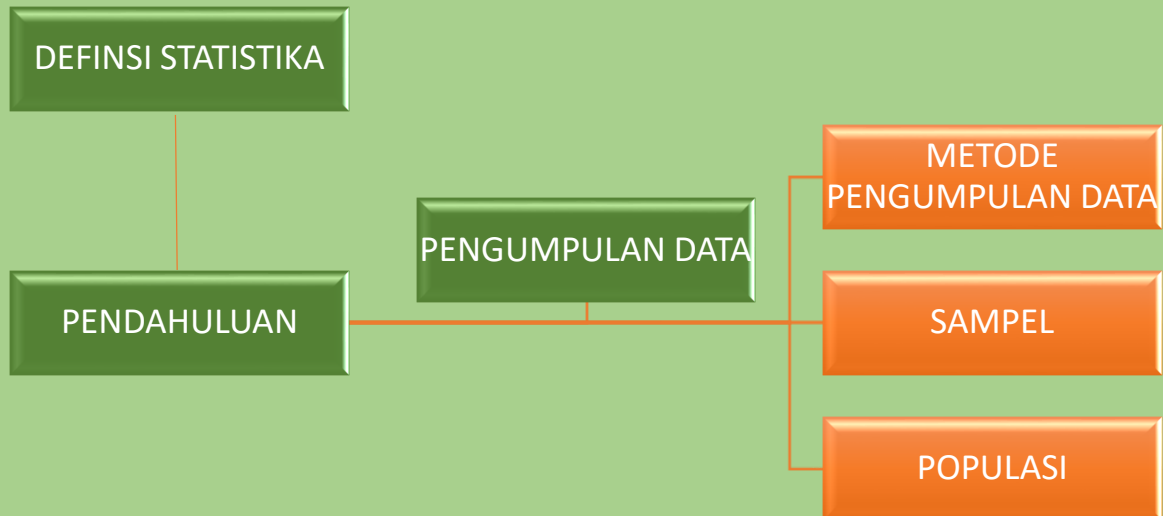 DEFINSI STATISTIKA
PENDAHULUAN
PENGUMPULAN DATA
METODE
PENGUMPULAN DATA
SAMPEL
POPULASI